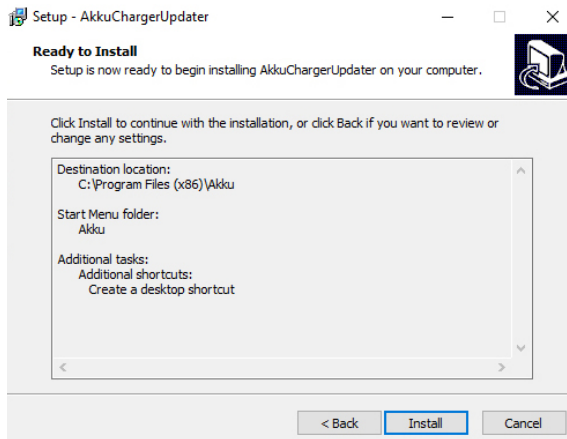 Setup - AkkuChargerUpdater
Ready to Install
Setup is now ready to begin installing AkkuChargerUpdater on your computer.
Click Install to continue with the installation, or click Back if you want to review or
change any settings.
Destination location:
C:\Program Files (x86)\Akku
Start Menu folder:
Akku
Additional tasks:
Additional shortcuts:
Create a desktop shortcut
< Back
Install
Cancel